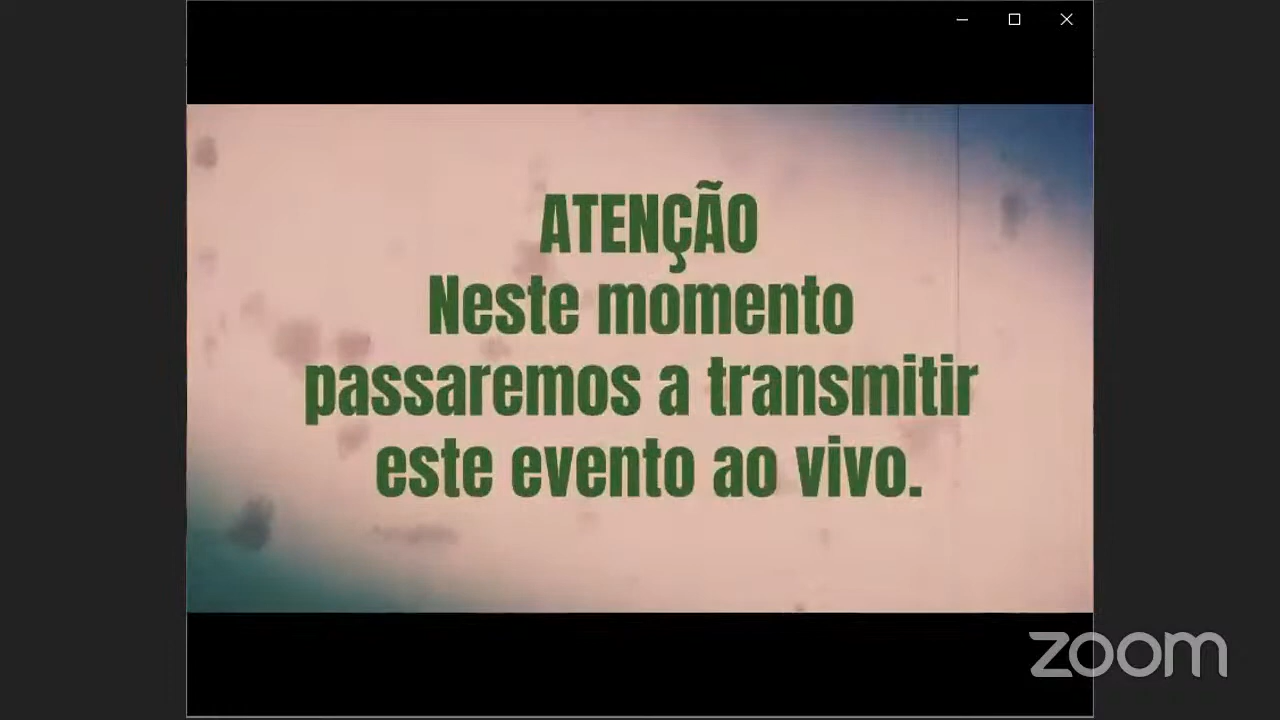 ATENÇÃO
Neste momento
passaremos a transmitir
este evento ao vivo.
zoom